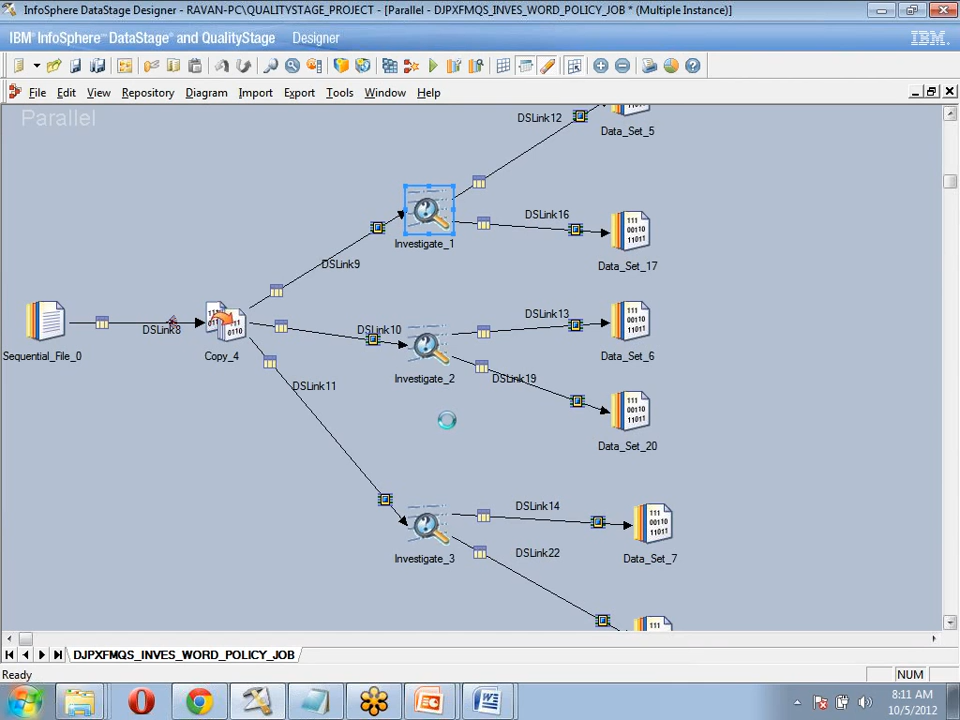 InfoSphere DataStage Designer - RAVAN-PC\QUALITYSTAGE_PROJECT - [Parallel - DJPXFMQS_INVES_WORD_POLICY_JOB * (Multiple Instance)]
IBM® InfoSphere™ DataStage® and QualityStage Designer
IBM.
File Edit View Repository Diagram Import Export Tools Window Help
Parallel
DSLink12
Data_Set_5
DSLink16
Investigate_1
DSLink9
Data_Set_17
DSLink13
DSLink8
DSLink10
Sequential_File_0
Copy_4
Data_Set_6
Investigate_2
DSLink19
DSLink11
Data_Set_20
DSLink14
DSLink22
Investigate_3
Data_Set_7
DJPXFMQS_INVES_WORD_POLICY_JOB
Ready
NUM
8:11 AM
10/5/2012